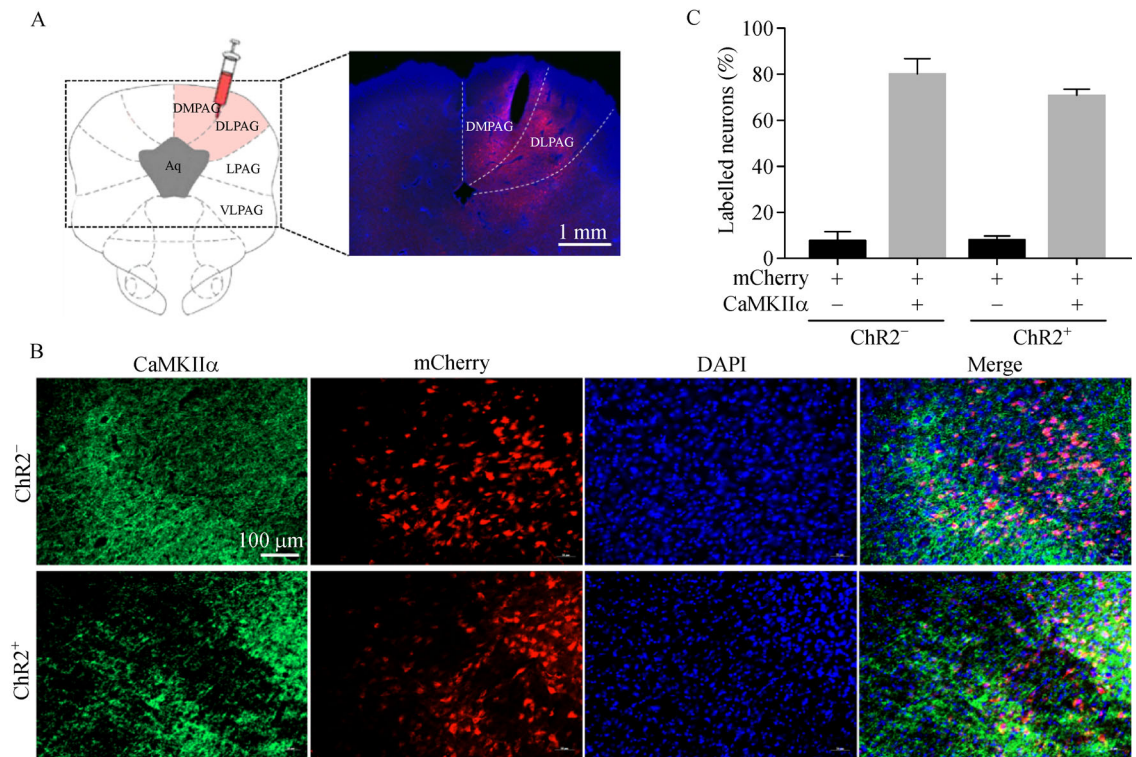 A
DMPAG
DLPAG
Aq
LPAG
VLPAG
DMPAG
DLPAG
1 mm
C
Labelled neurons (%)
100
80
60
40
20
0
mCherry + + + +
CaMKIIα − + − +
ChR2⁻ ChR2⁺
B
CaMKIIα mCherry DAPI Merge
ChR2⁻
100 μm
ChR2⁺